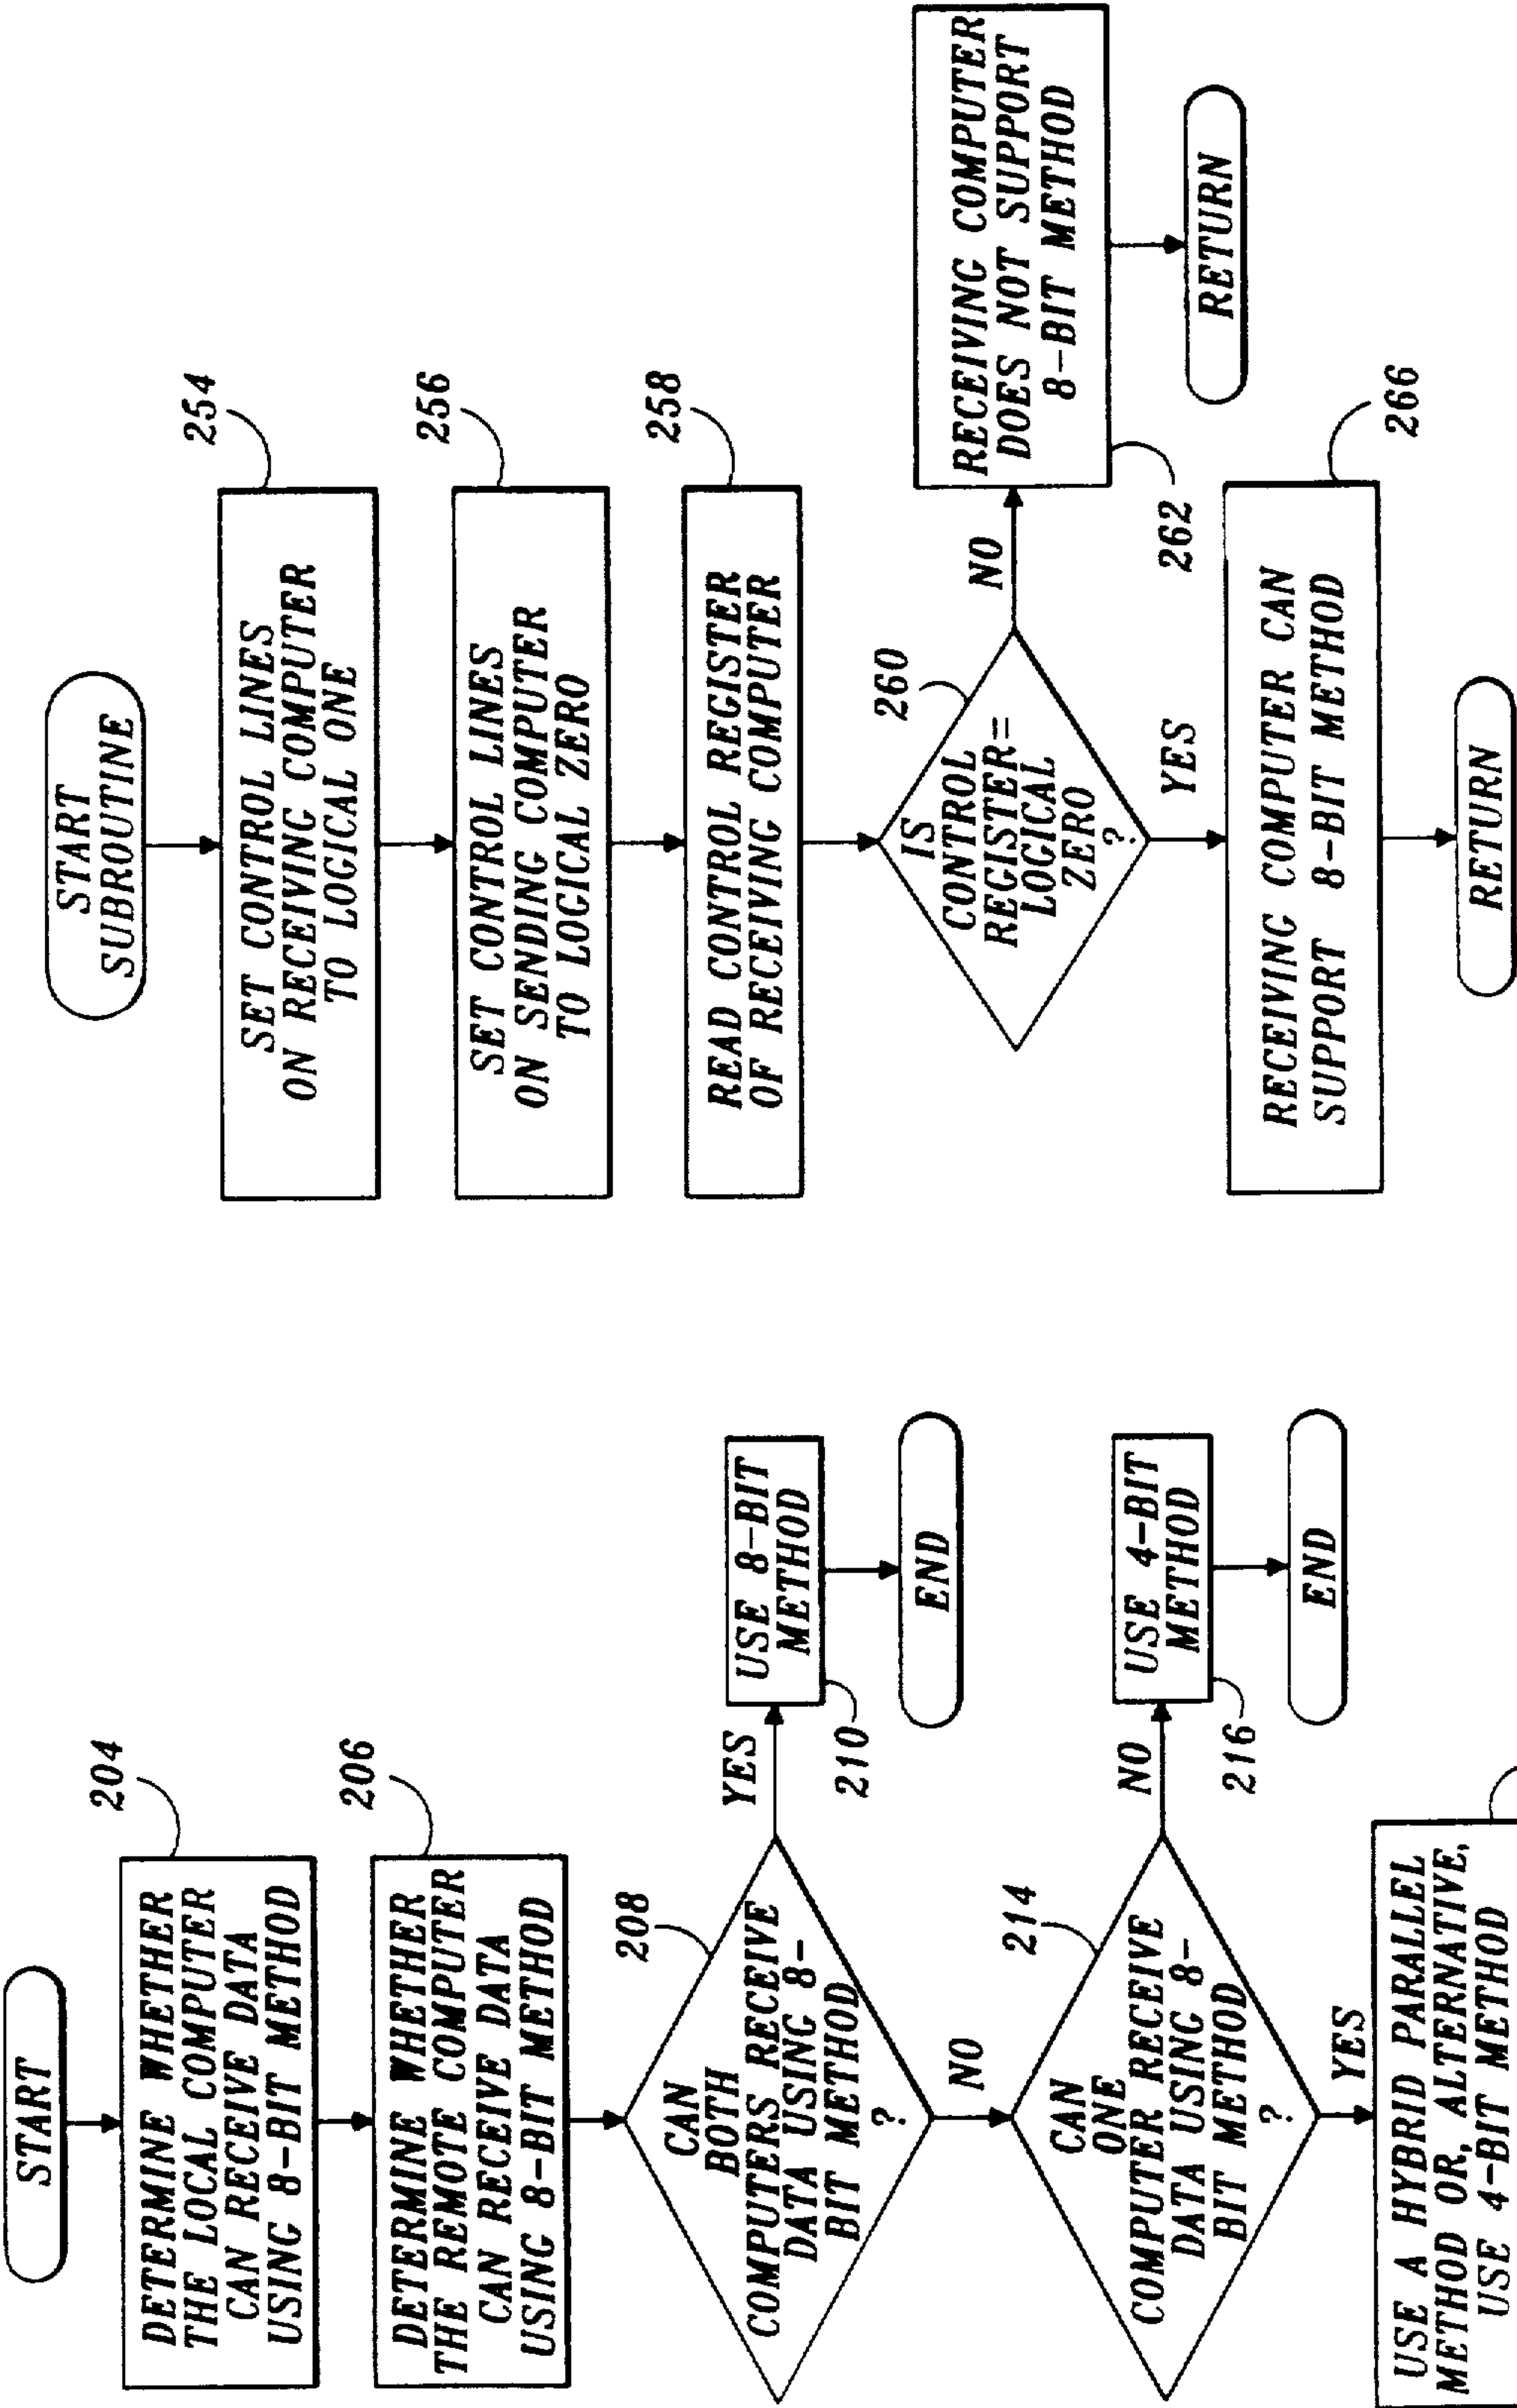 START
204
DETERMINE WHETHER
THE LOCAL COMPUTER
CAN RECEIVE DATA
USING 8-BIT METHOD
206
DETERMINE WHETHER
THE REMOTE COMPUTER
CAN RECEIVE DATA
USING 8-BIT METHOD
208
CAN
BOTH
COMPUTERS RECEIVE
DATA USING 8-
BIT METHOD
?
YES
USE 8-BIT
METHOD
210
END
NO
214
CAN
ONE
COMPUTER RECEIVE
DATA USING 8-
BIT METHOD
?
NO
USE 4-BIT
METHOD
216
END
YES
USE A HYBRID PARALLEL
METHOD OR, ALTERNATIVE,
USE 4-BIT METHOD
START
SUBROUTINE
254
SET CONTROL LINES
ON RECEIVING COMPUTER
TO LOGICAL ONE
256
SET CONTROL LINES
ON SENDING COMPUTER
TO LOGIC ZERO
258
READ CONTROL REGISTER
OF RECEIVING COMPUTER
260
IS
CONTROL
REGISTER=
LOGICAL
ZERO
?
NO
RECEIVING COMPUTER
DOES NOT SUPPORT
8-BIT METHOD
262
RETURN
YES
RECEIVING COMPUTER CAN
SUPPORT 8-BIT METHOD
266
RETURN